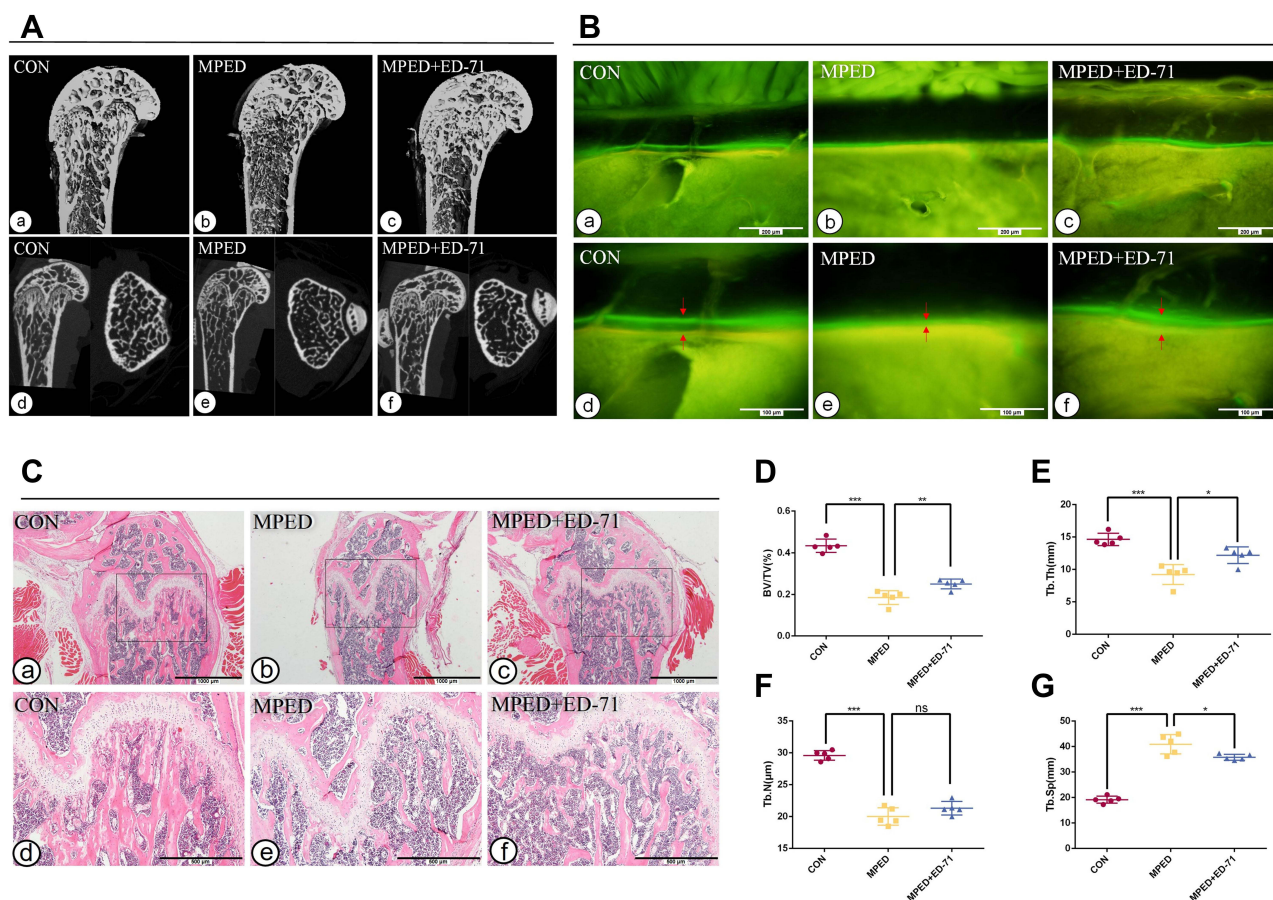 A
B
CON MPED MPED+ED-71
a b c
CON MPED MPED+ED-71
d e f
CON MPED MPED+ED-71
a b c
200 μm 200 μm 200 μm
CON MPED MPED+ED-71
d e f
100 μm 100 μm 100 μm
C
CON MPED MPED+ED-71
a b c
1000 μm 1000 μm 1000 μm
CON MPED MPED+ED-71
d e f
500 μm 500 μm 500 μm
D
*** **
BV/TV(%)
0.6
0.4
0.2
0.0
CON MPED MPED+ED-71
E
*** *
Tb.Th(mm)
20
15
10
5
0
CON MPED MPED+ED-71
F
*** ns
Tb.N(μm)
35
30
25
20
15
CON MPED MPED+ED-71
G
*** *
Tb.Sp(mm)
50
40
30
20
10
0
CON MPED MPED+ED-71